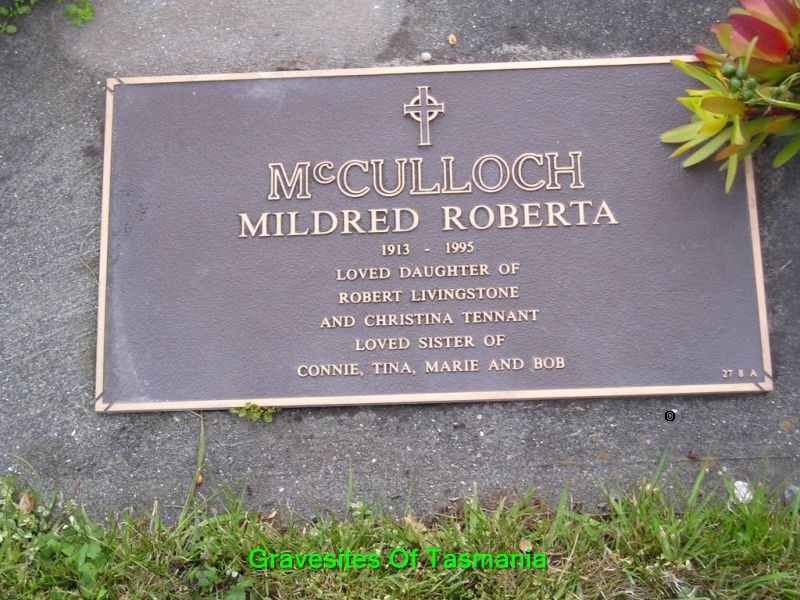 McCULLOCH
MILDRED ROBERTA
1913 - 1995
LOVED DAUGHTER OF
ROBERT LIVINGSTONE
AND CHRISTINA TENNANT
LOVED SISTER OF
CONNIE, TINA, MARIE AND BOB
27 8 A
©
Gravesites Of Tasmania